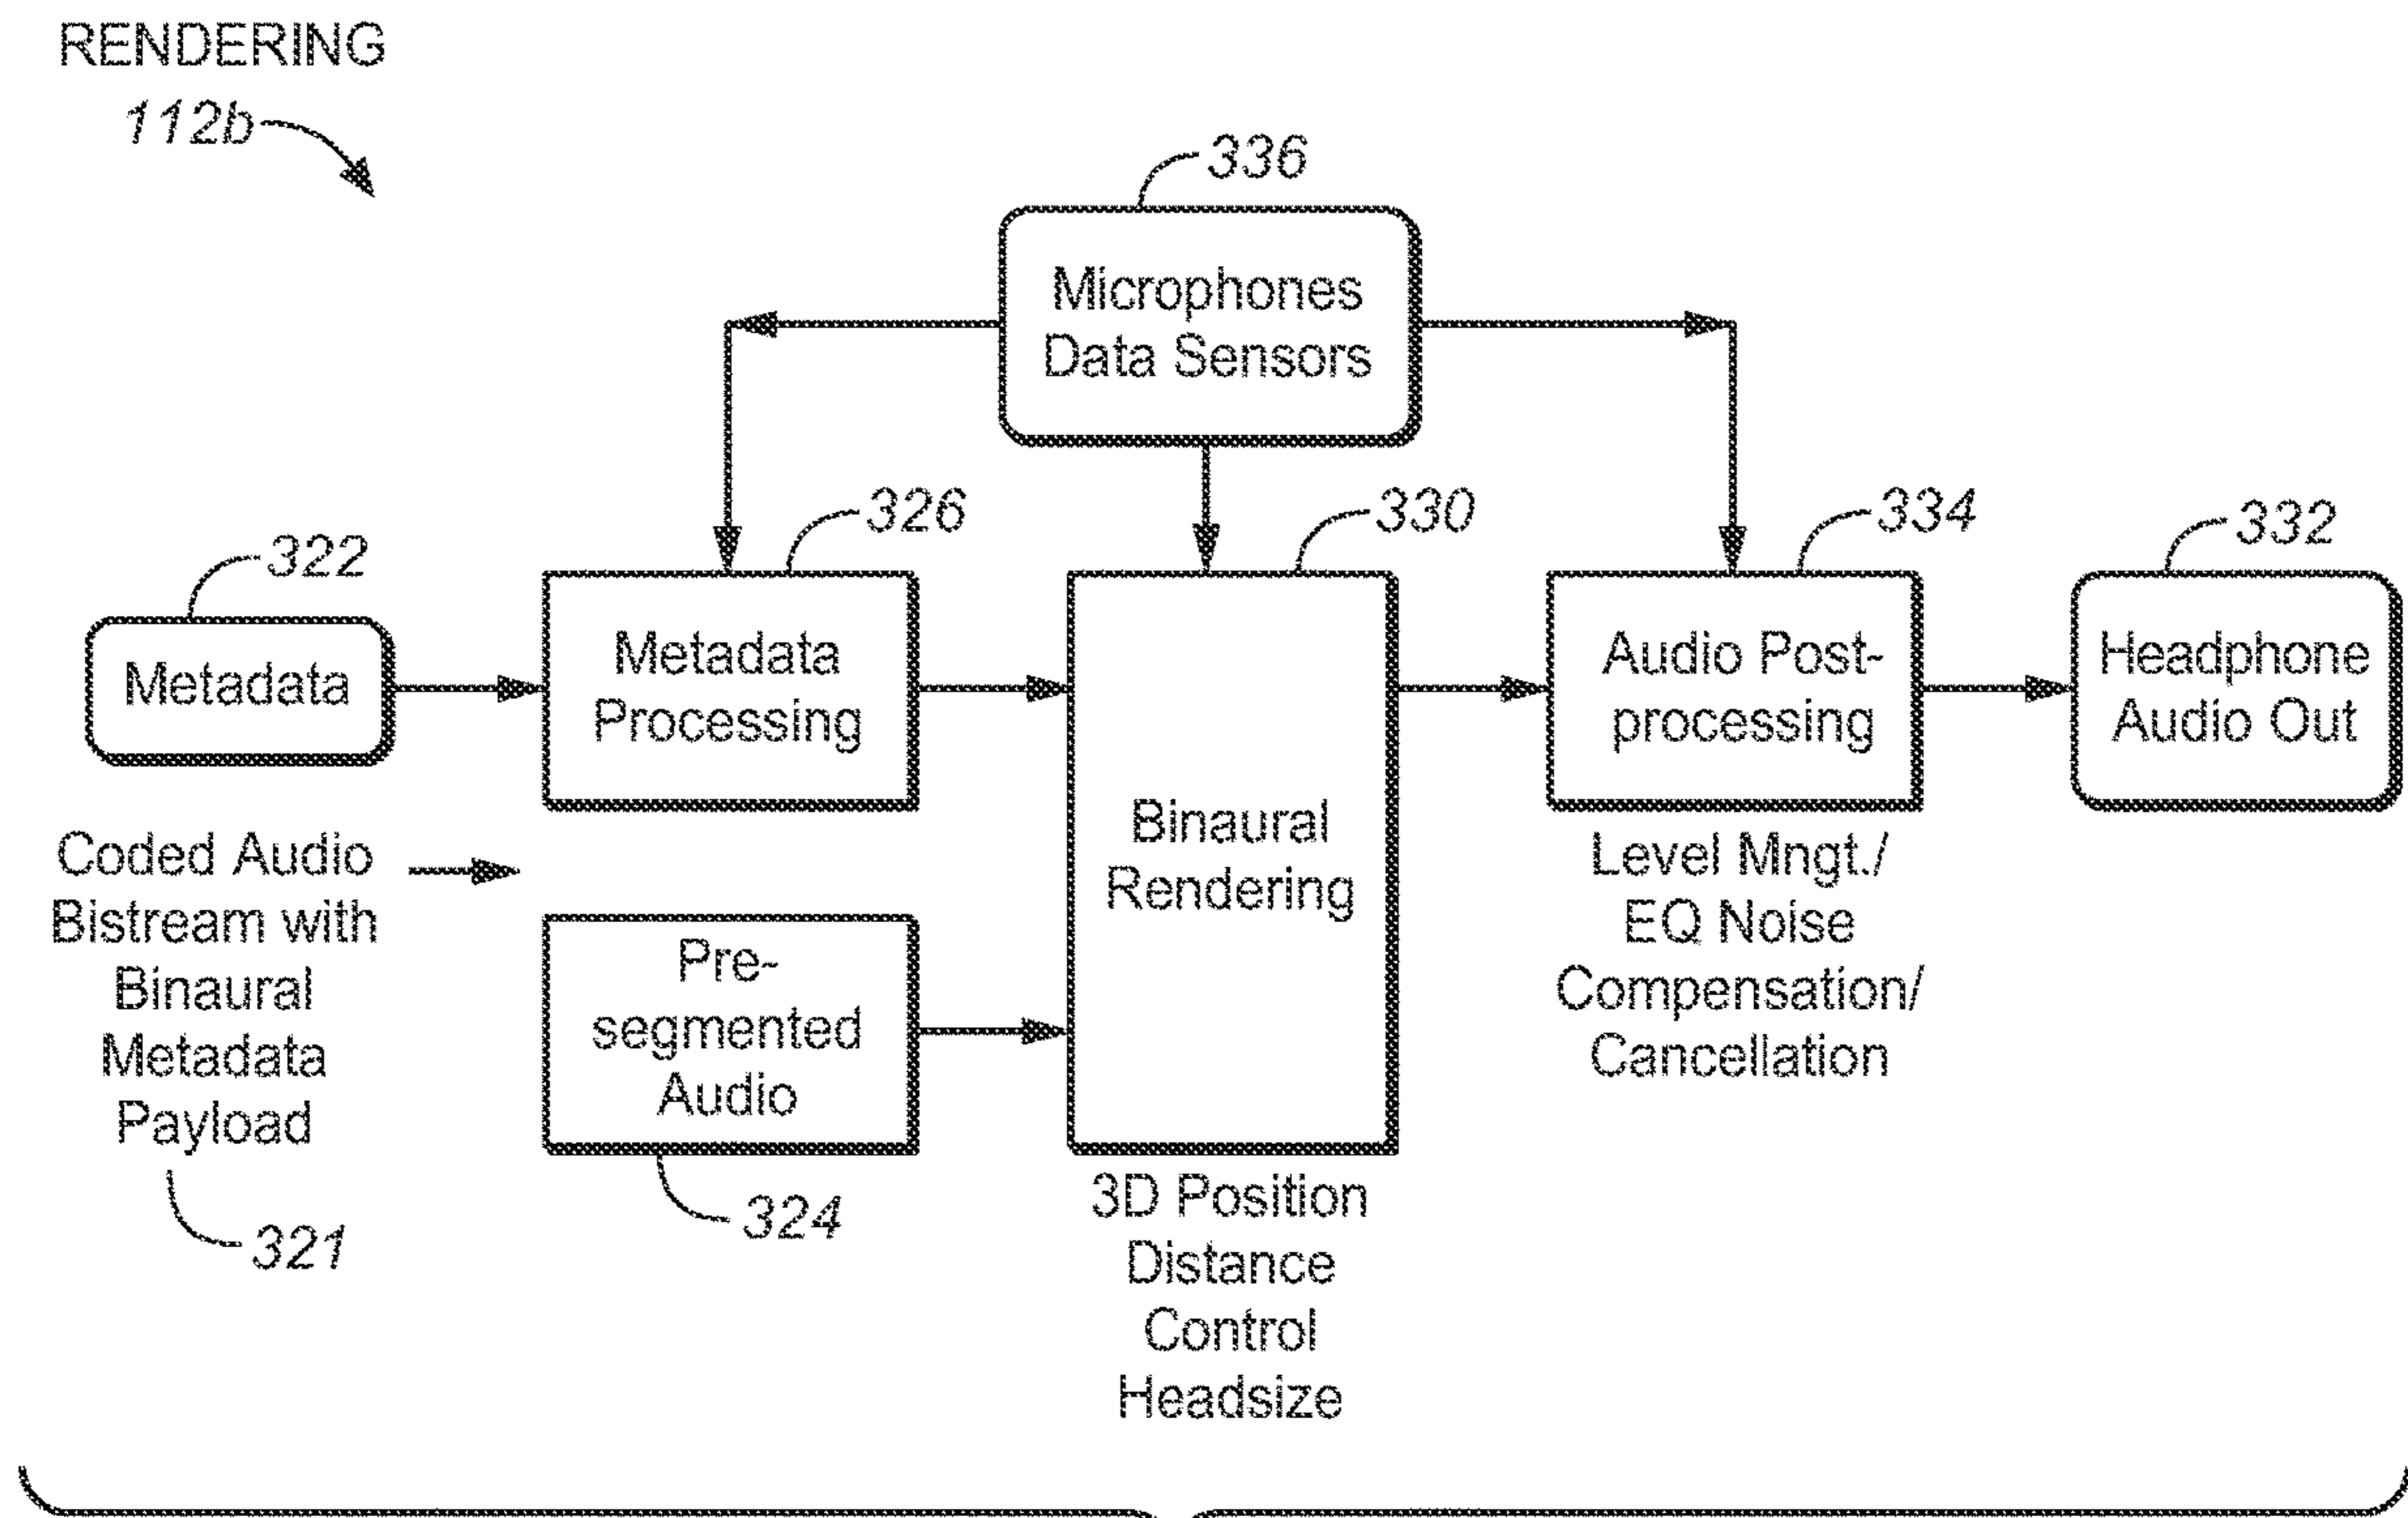 RENDERING
112b
336
Microphones
Data Sensors
322
326
330
334
332
Metadata
Metadata
Processing
Audio Post-
processing
Headphone
Audio Out
Coded Audio
Bistream with
Binaural
Metadata
Payload
321
Pre-
segmented
Audio
324
Binaural
Rendering
3D Position
Distance
Control
Headsize
Level Mngt./
EQ Noise
Compensation/
Cancellation